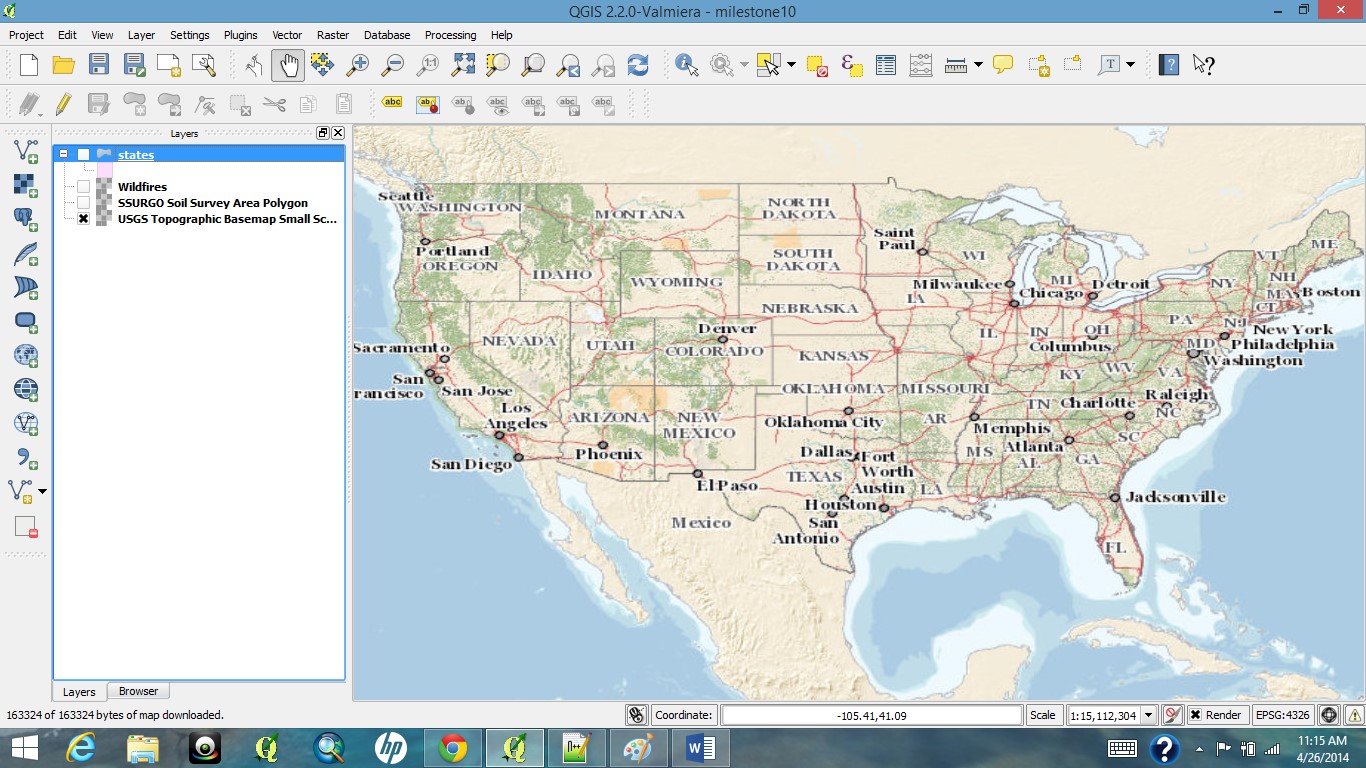 QGIS 2.2.0-Valmiera - milestone10
Project Edit View Layer Settings Plugins Vector Raster Database Processing Help
abc
Layers
states
Wildfires
SSURGO Soil Survey Area Polygon
USGS Topographic Basemap Small Sc...
Layers Browser
Seattle
WASHINGTON
MONTANA
NORTH
DAKOTA
Saint
Paul
Portland
OREGON
IDAHO
SOUTH
DAKOTA
WI
VT
ME
WYOMING
Milwaukee
MI
Detroit
NY
NH
Chicago
MA
Boston
CT
IA
NEBRASKA
PA
NJ
New York
Denver
NEVADA
UTAH
COLORADO
IL
IN
OH
Columbus
MD
Philadelphia
Washington
Sacramento
KANSAS
KY
WV
VA
San
rancisco
San Jose
OKLAHOMA
MISSOURI
Raleigh
Los
Angeles
ARIZONA
NEW
MEXICO
Oklahoma City
AR
TN
Charlotte
NC
Memphis
Atlanta
SC
San Diego
Phoenix
Dallas
Fort
Worth
MS
AL
GA
El Paso
TEXAS
Austin
LA
Jacksonville
Houston
San
Antonio
Mexico
FL
163324 of 163324 bytes of map downloaded.
Coordinate: -105.41,41.09 Scale 1:15,112,304 Render EPSG:4326
hp
11:15 AM
4/26/2014